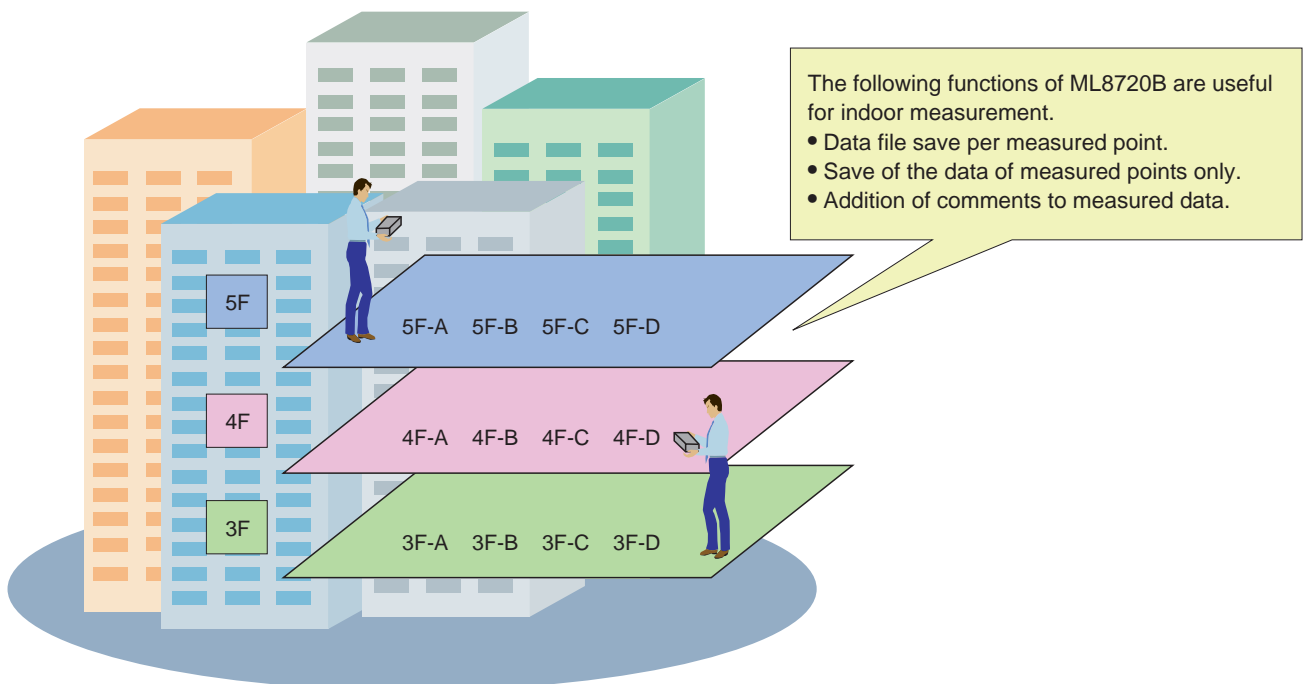 The following functions of ML8720B are useful
for indoor measurement.
• Data file save per measured point.
• Save of the data of measured points only.
• Addition of comments to measured data.
5F
5F-A 5F-B 5F-C 5F-D
4F
4F-A 4F-B 4F-C 4F-D
3F
3F-A 3F-B 3F-C 3F-D